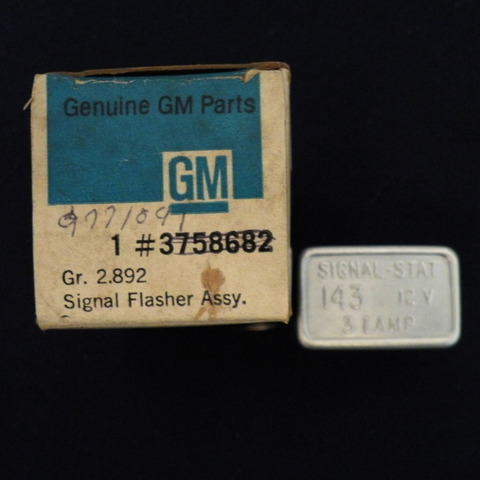 Genuine GM Parts
GM
9771091
1 #3758682
Gr. 2.892
Signal Flasher Assy.
SIGNAL-STAT
143 12 V
3 LAMP